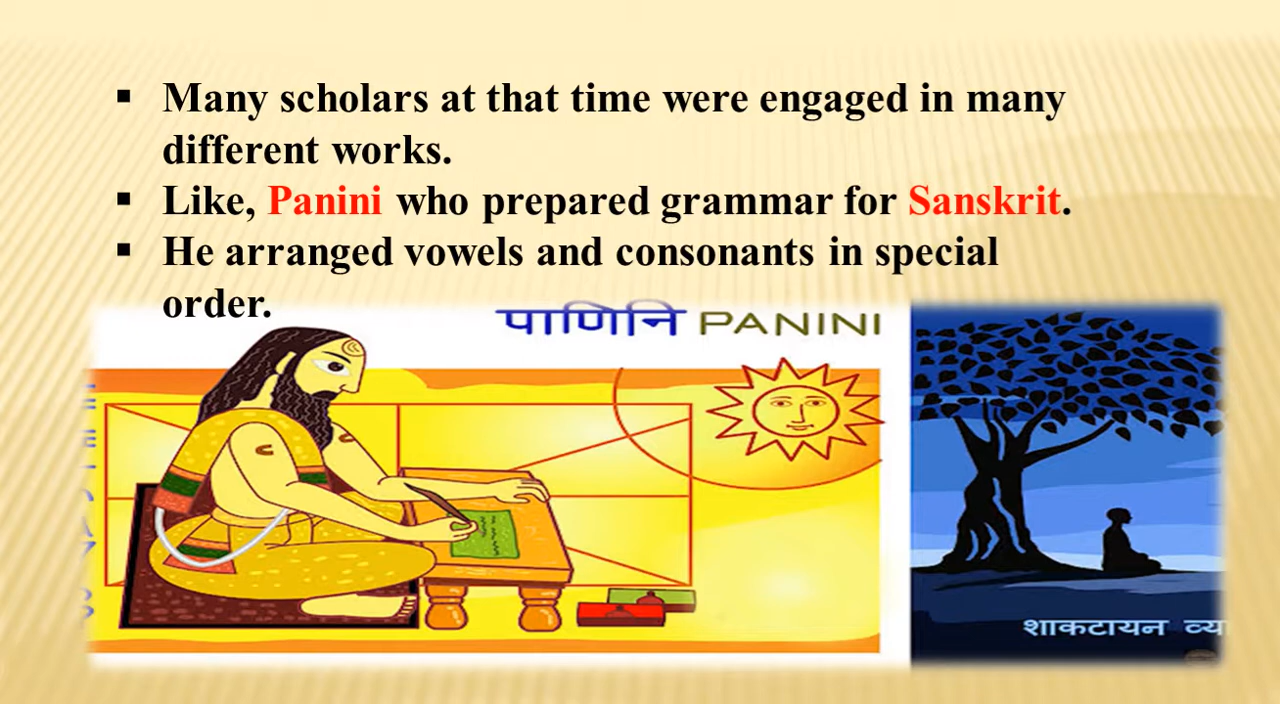 ▪ Many scholars at that time were engaged in many
different works.
▪ Like, Panini who prepared grammar for Sanskrit.
▪ He arranged vowels and consonants in special
order.
पाणिनि PANINI
शाकटायन